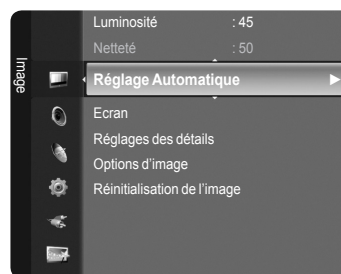 Image
Luminosité : 45
Netteté : 50
Réglage Automatique
Ecran
Réglages des détails
Options d'image
Réinitialisation de l'image